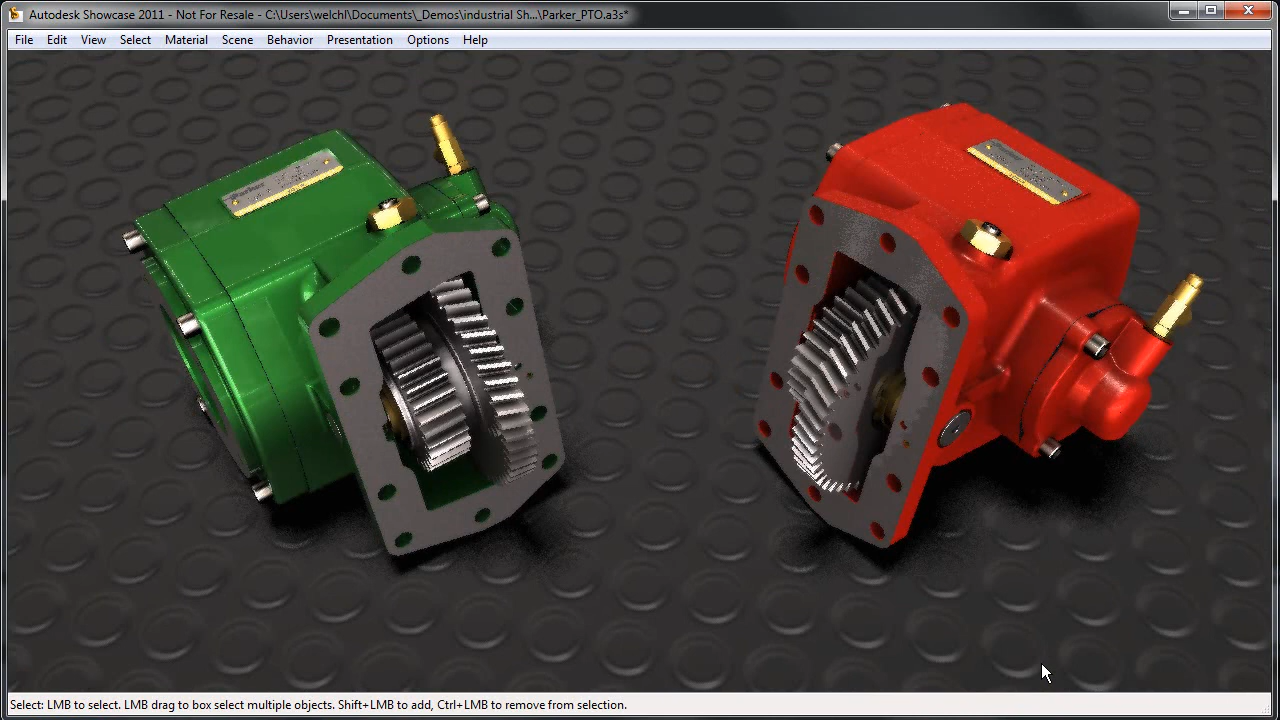 Autodesk Showcase 2011 - Not For Resale - C:\Users\welchl\Documents\_Demos\industrial Sh...\Parker_PTO.a3s*
File Edit View Select Material Scene Behavior Presentation Options Help
Parker
Select: LMB to select. LMB drag to box select multiple objects. Shift+LMB to add, Ctrl+LMB to remove from selection.